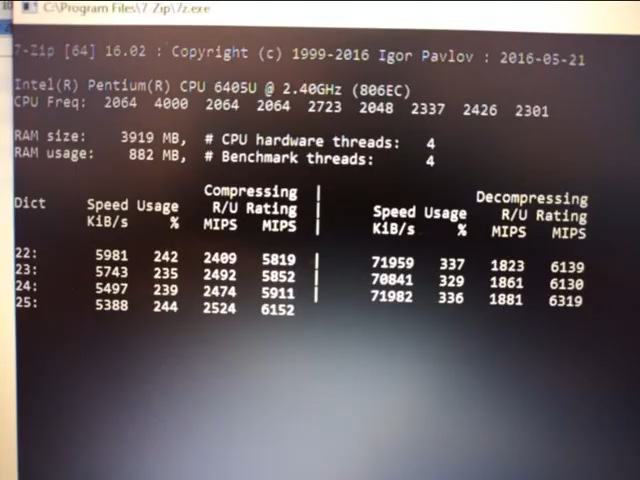 C:\Program Files\7-Zip\7z.exe
7-Zip [64] 16.02 : Copyright (c) 1999-2016 Igor Pavlov : 2016-05-21
Intel(R) Pentium(R) CPU 6405U @ 2.40GHz (806EC)
CPU Freq: 2064 4000 2064 2064 2723 2048 2337 2426 2301
RAM size: 3919 MB, # CPU hardware threads: 4
RAM usage: 882 MB, # Benchmark threads: 4
Compressing | Decompressing
Dict Speed Usage R/U Rating | Speed Usage R/U Rating
KiB/s % MIPS MIPS | KiB/s % MIPS MIPS
22: 5981 242 2409 5819 | 71959 337 1823 6139
23: 5743 235 2492 5852 | 70841 329 1861 6130
24: 5497 239 2474 5911 | 71982 336 1881 6319
25: 5388 244 2524 6152